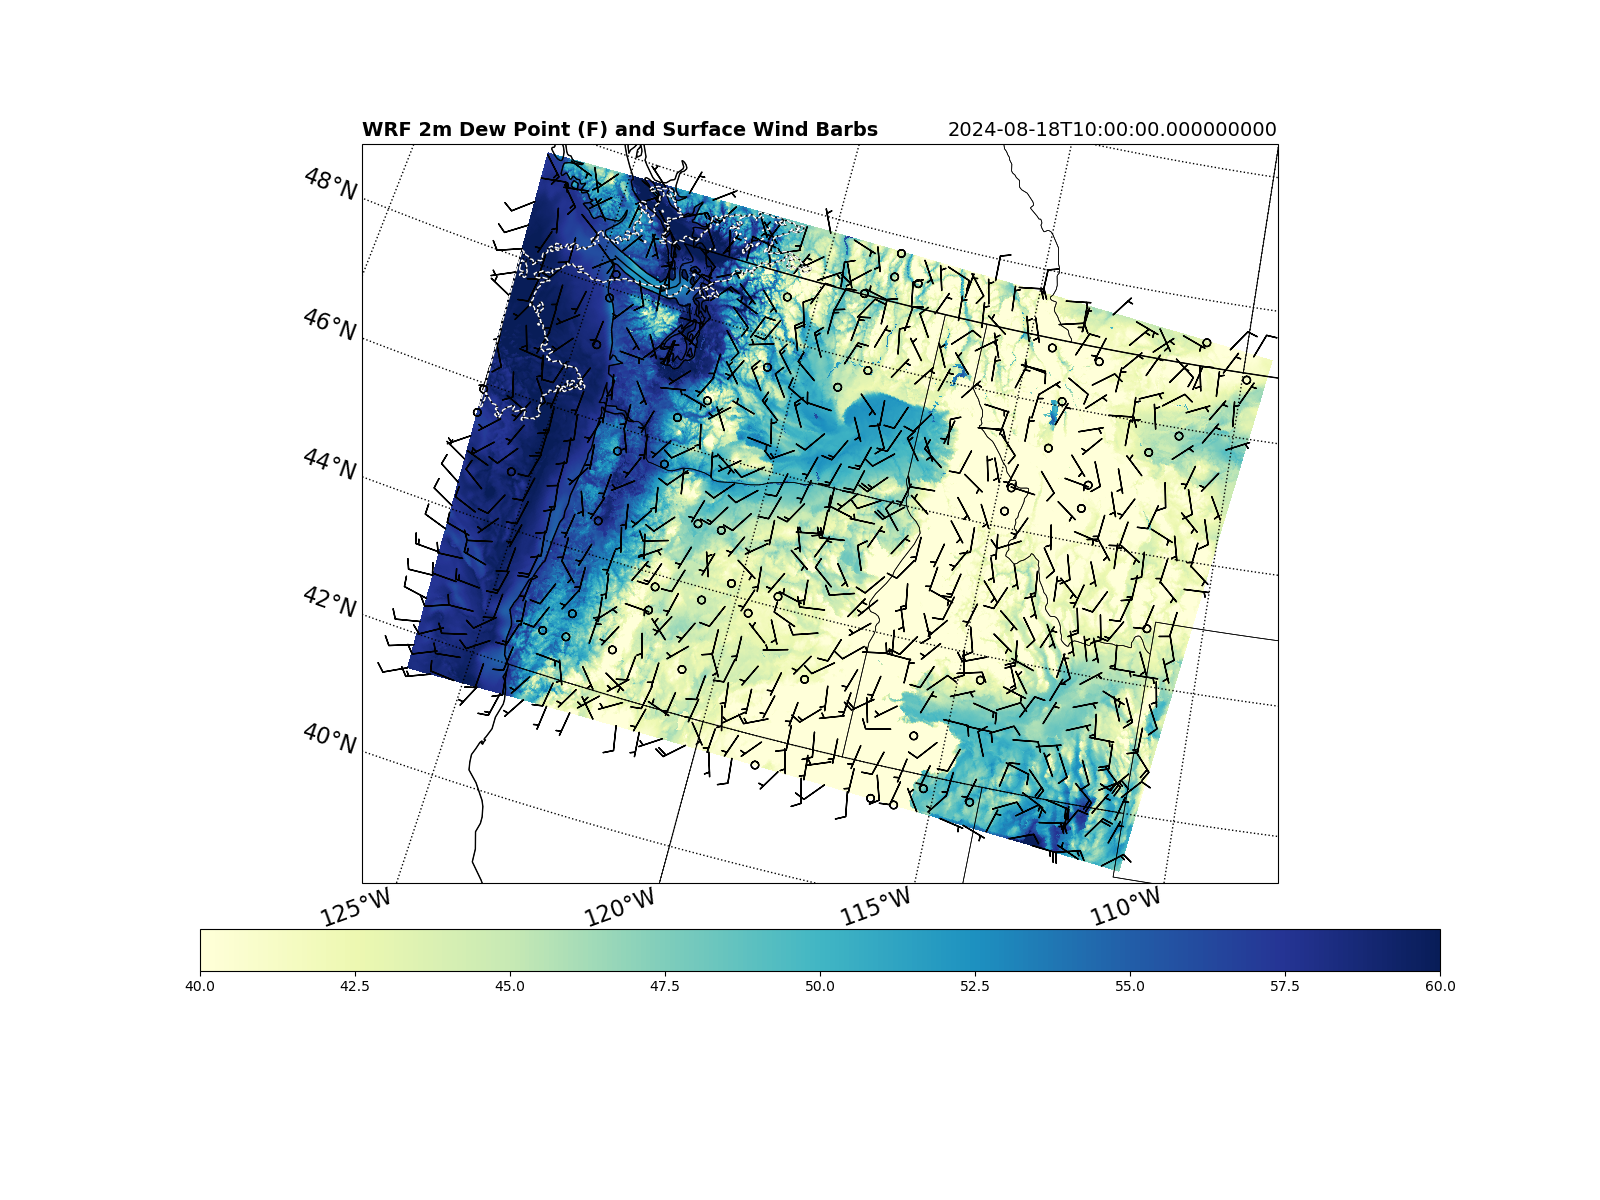 WRF 2m Dew Point (F) and Surface Wind Barbs 2024-08-18T10:00:00.000000000
48°N
46°N
44°N
42°N
40°N
125°W 120°W 115°W 110°W
40.0 42.5 45.0 47.5 50.0 52.5 55.0 57.5 60.0